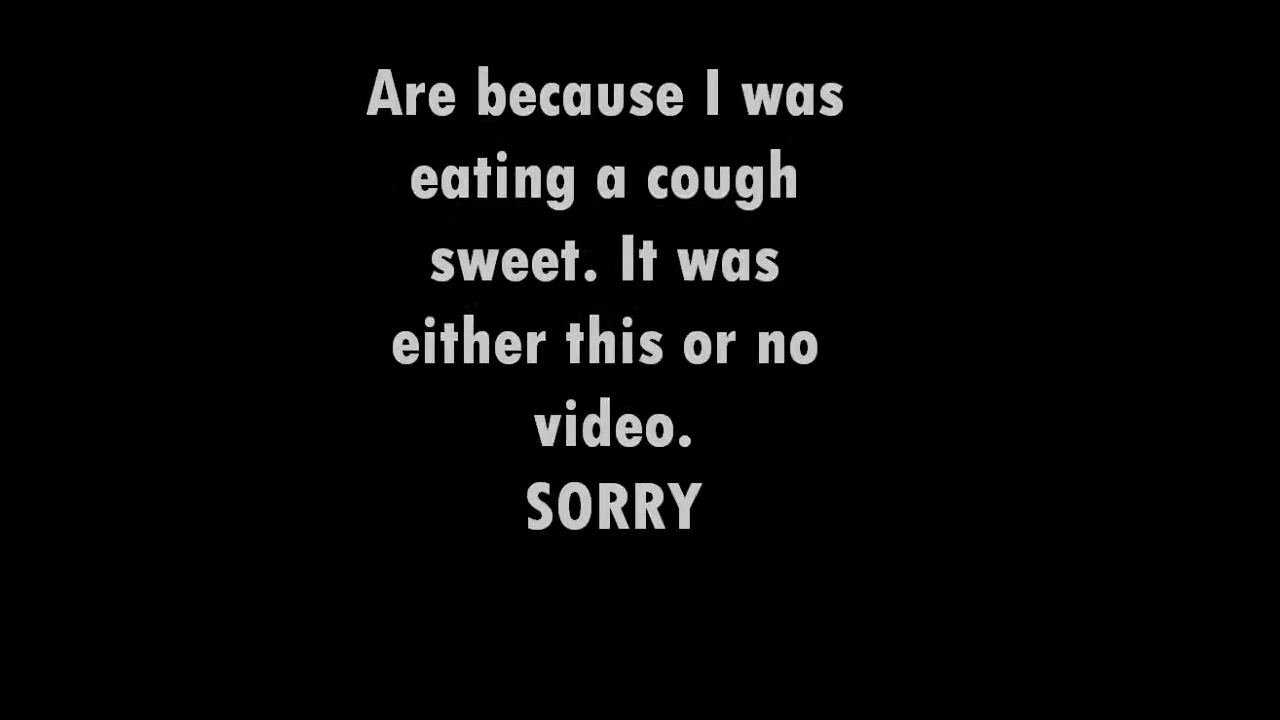 Are because I was
eating a cough
sweet. It was
either this or no
video.
SORRY